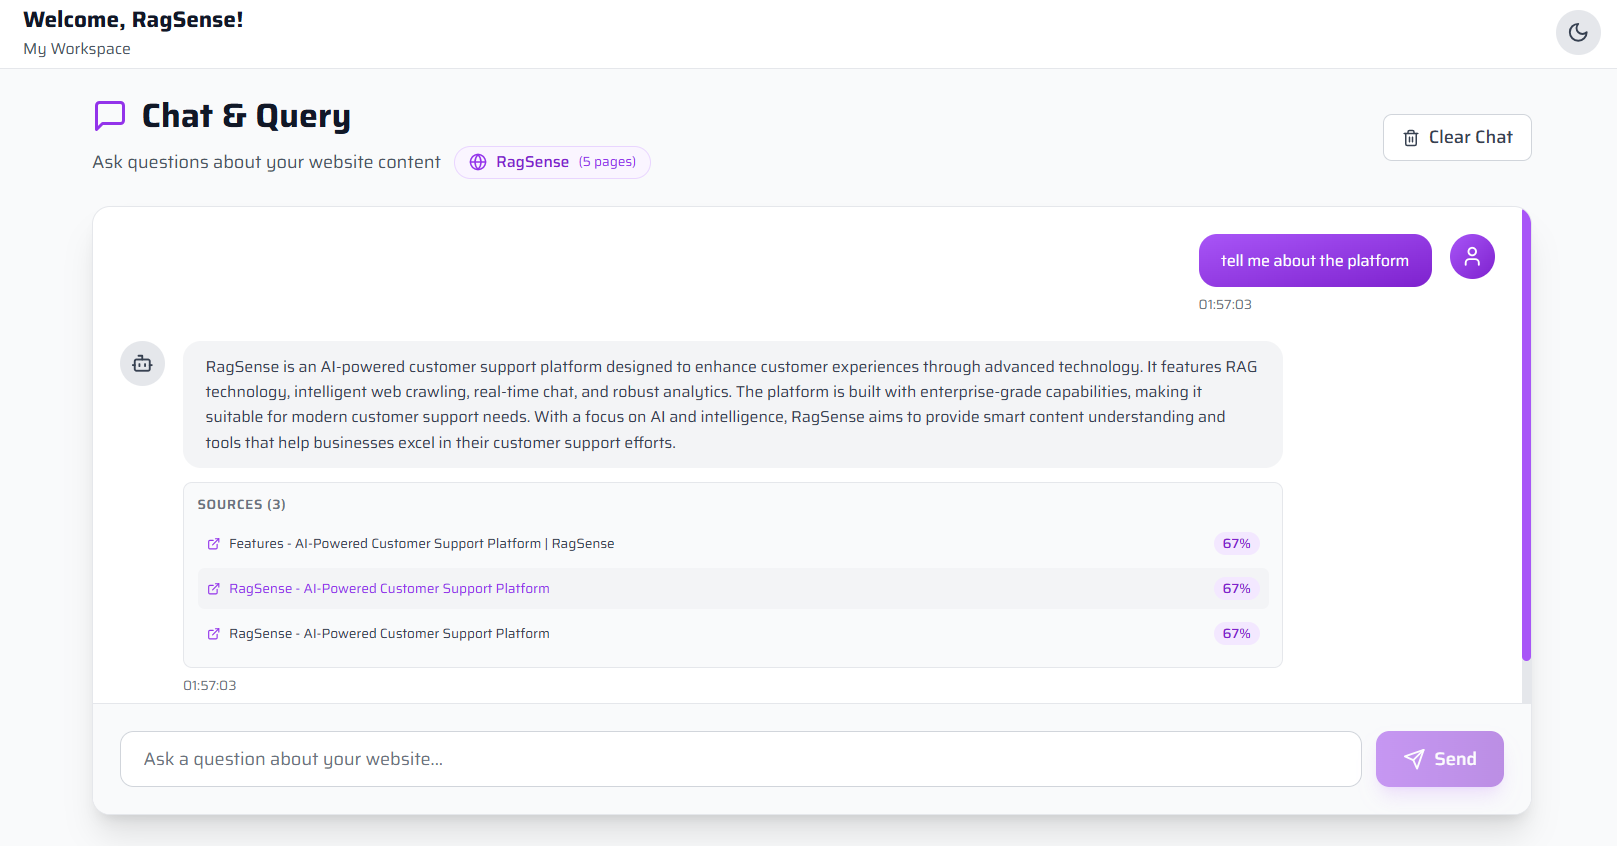 Welcome, RagSense!
My Workspace
Chat & Query
Ask questions about your website content
RagSense (5 pages)
Clear Chat
tell me about the platform
01:57:03
RagSense is an AI-powered customer support platform designed to enhance customer experiences through advanced technology. It features RAG
technology, intelligent web crawling, real-time chat, and robust analytics. The platform is built with enterprise-grade capabilities, making it
suitable for modern customer support needs. With a focus on AI and intelligence, RagSense aims to provide smart content understanding and
tools that help businesses excel in their customer support efforts.
SOURCES (3)
Features - AI-Powered Customer Support Platform | RagSense 67%
RagSense - AI-Powered Customer Support Platform 67%
RagSense - AI-Powered Customer Support Platform 67%
01:57:03
Ask a question about your website...
Send